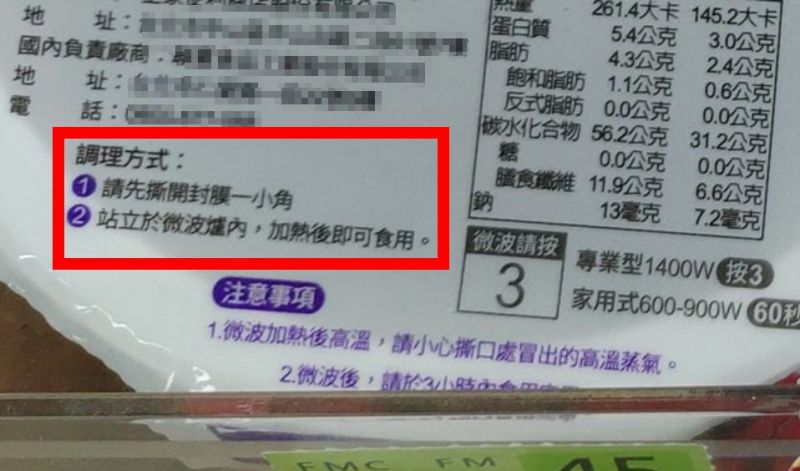 地　址：
國內負責廠商：
地　址：
電　話：
調理方式：
1 請先撕開封膜一小角
2 站立於微波爐內，加熱後即可食用。
熱量 261.4大卡 145.2大卡
蛋白質 5.4公克 3.0公克
脂肪 4.3公克 2.4公克
飽和脂肪 1.1公克 0.6公克
反式脂肪 0.0公克 0.0公克
碳水化合物 56.2公克 31.2公克
糖 0.0公克 0.0公克
膳食纖維 11.9公克 6.6公克
鈉 13毫克 7.2毫克
微波請按
3
專業型1400W 按3
家用式600-900W 60秒
注意事項
1.微波加熱後高溫，請小心撕口處冒出的高溫蒸氣。
2.微波後，請於3小時內食用完
FMC FM 45